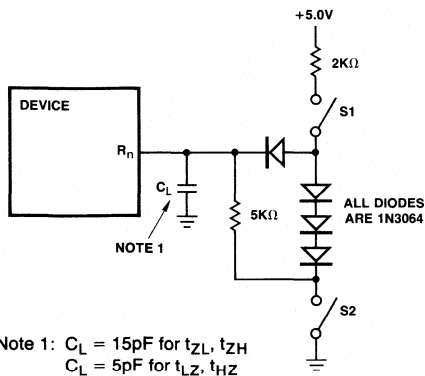 +5.0V
2KΩ
S1
DEVICE
Rn
CL
5KΩ
ALL DIODES
ARE 1N3064
NOTE 1
S2
Note 1: CL = 15pF for tZL, tZH
CL = 5pF for tLZ, tHZ